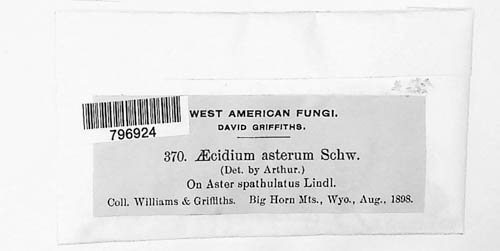 WEST AMERICAN FUNGI.
DAVID GRIFFITHS.
796924
370. Æcidium asterum Schw.
(Det. by Arthur.)
On Aster spathulatus Lindl.
Coll. Williams & Griffiths. Big Horn Mts., Wyo., Aug., 1898.